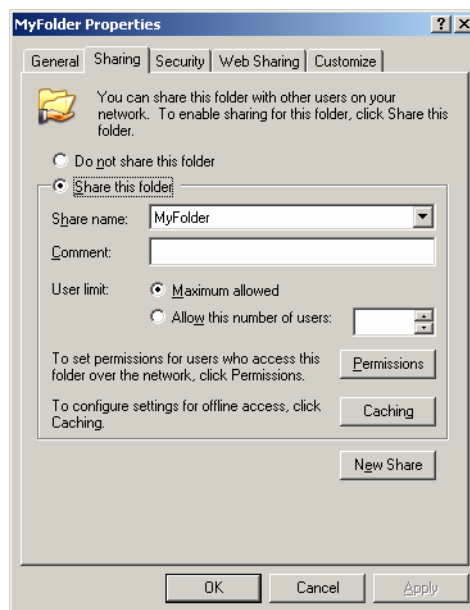 MyFolder Properties
General Sharing Security Web Sharing Customize
You can share this folder with other users on your
network. To enable sharing for this folder, click Share this
folder.
Do not share this folder
Share this folder
Share name: MyFolder
Comment:
User limit: Maximum allowed
Allow this number of users:
To set permissions for users who access this
folder over the network, click Permissions.
Permissions
To configure settings for offline access, click
Caching.
Caching
New Share
OK Cancel Apply